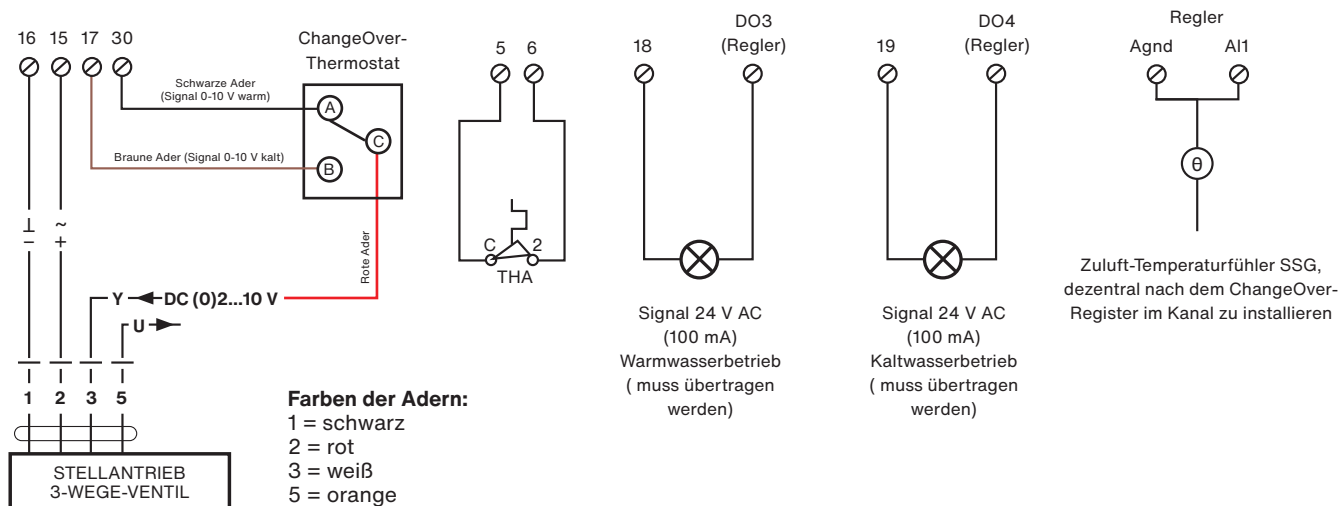 16 15 17 30
ChangeOver-
Thermostat
Schwarze Ader
(Signal 0-10 V warm)
A
C
B
Braune Ader (Signal 0-10 V kalt)
Rote Ader
⊥ ~
− +
Y DC (0)2...10 V
U
1 2 3 5
STELLANTRIEB
3-WEGE-VENTIL
Farben der Adern:
1 = schwarz
2 = rot
3 = weiß
5 = orange
5 6
C 2
THA
18
DO3
(Regler)
Signal 24 V AC
(100 mA)
Warmwasserbetrieb
( muss übertragen
werden)
19
DO4
(Regler)
Signal 24 V AC
(100 mA)
Kaltwasserbetrieb
( muss übertragen
werden)
Regler
Agnd AI1
θ
Zuluft-Temperaturfühler SSG,
dezentral nach dem ChangeOver-
Register im Kanal zu installieren